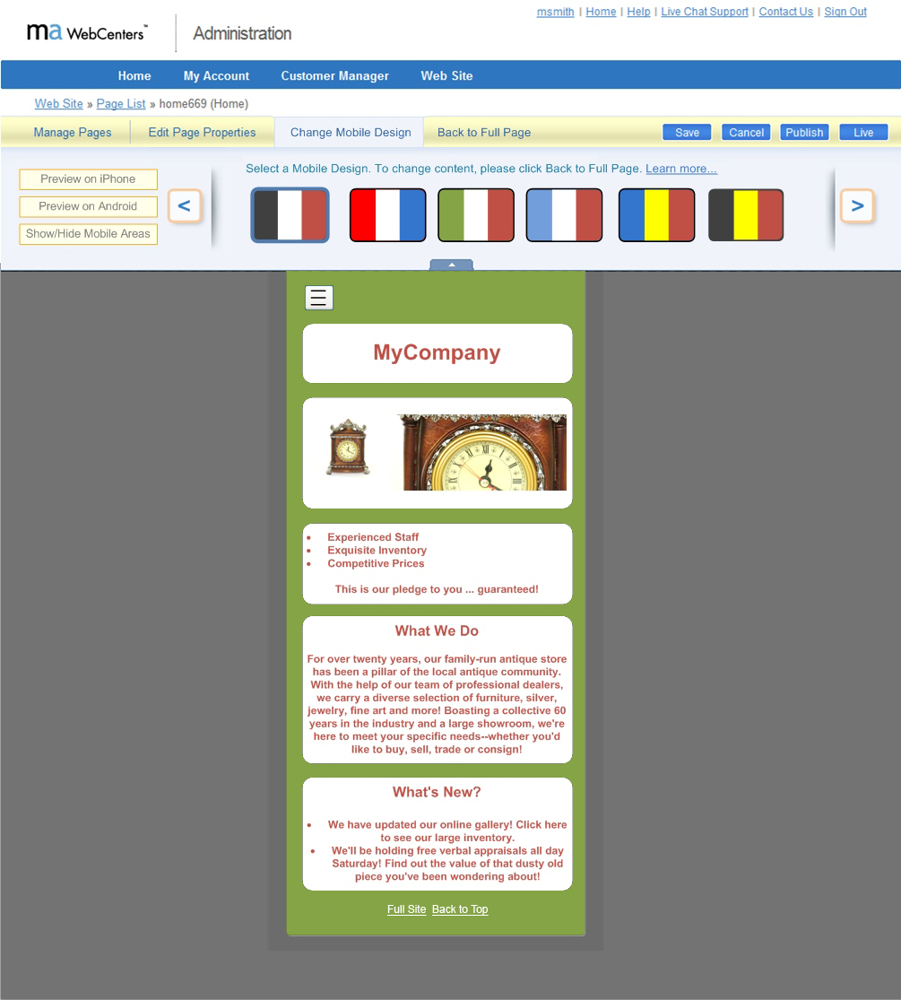 msmith | Home | Help | Live Chat Support | Contact Us | Sign Out
ma WebCenters™ Administration
Home My Account Customer Manager Web Site
Web Site » Page List » home669 (Home)
Manage Pages Edit Page Properties Change Mobile Design Back to Full Page Save Cancel Publish Live
Select a Mobile Design. To change content, please click Back to Full Page. Learn more...
Preview on iPhone
Preview on Android
Show/Hide Mobile Areas
< >
MyCompany
• Experienced Staff
• Exquisite Inventory
• Competitive Prices
This is our pledge to you ... guaranteed!
What We Do
For over twenty years, our family-run antique store
has been a pillar of the local antique community.
With the help of our team of professional dealers,
we carry a diverse selection of furniture, silver,
jewelry, fine art and more! Boasting a collective 60
years in the industry and a large showroom, we're
here to meet your specific needs--whether you'd
like to buy, sell, trade or consign!
What's New?
• We have updated our online gallery! Click here
to see our large inventory.
• We'll be holding free verbal appraisals all day
Saturday! Find out the value of that dusty old
piece you've been wondering about!
Full Site Back to Top